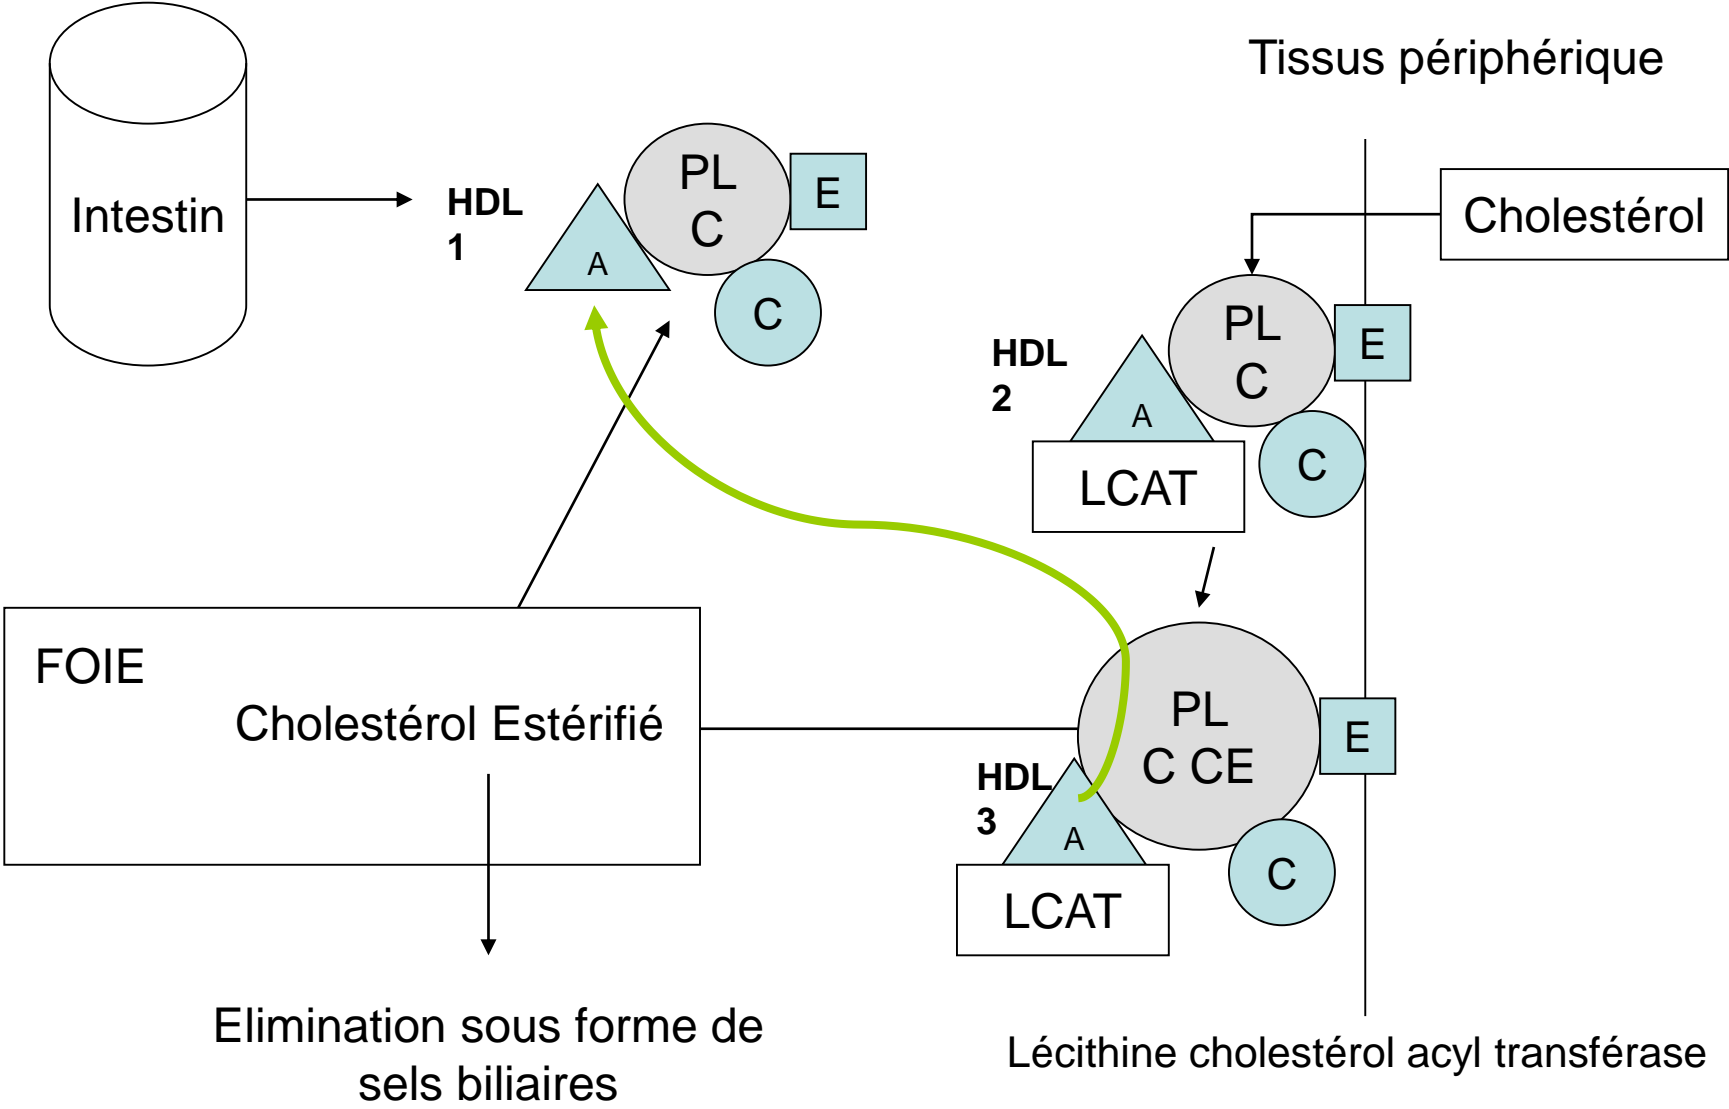 Tissus périphérique
Intestin
HDL
1
PL
C
E
A
C
Cholestérol
HDL
2
PL
C
E
A
C
LCAT
FOIE
Cholestérol Estérifié
HDL
3
PL
C CE
E
A
C
LCAT
Elimination sous forme de
sels biliaires
Lécithine cholestérol acyl transférase